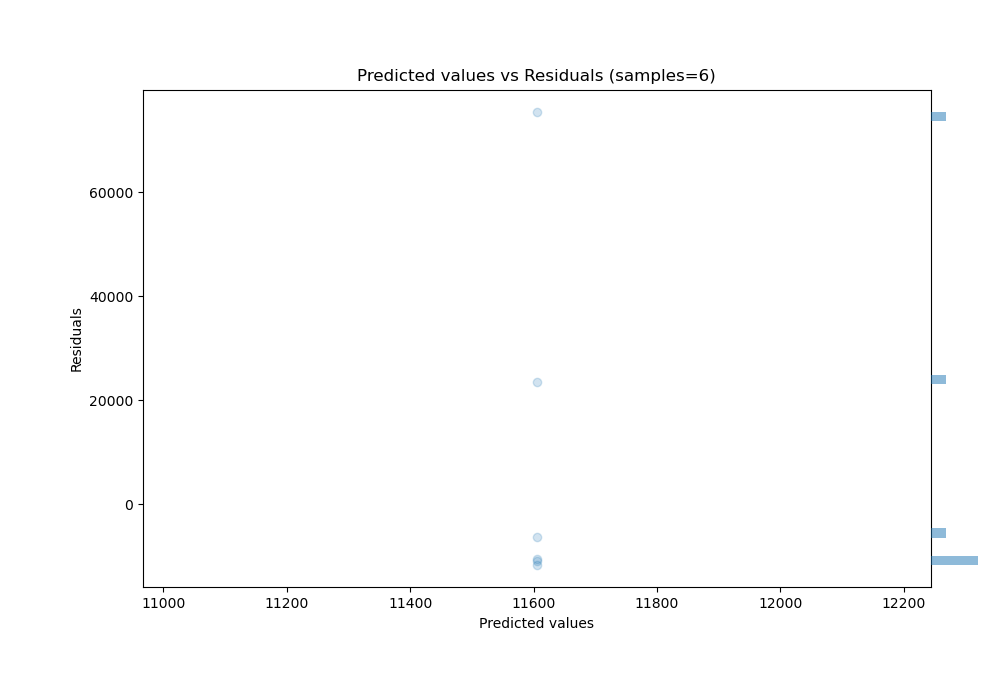 Predicted values vs Residuals (samples=6)
60000
40000
20000
0
Residuals
11000 11200 11400 11600 11800 12000 12200
Predicted values